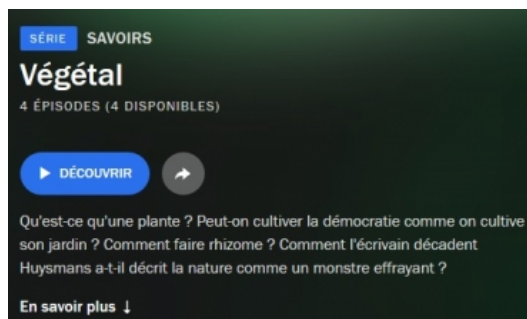 SÉRIE SAVOIRS
Végétal
4 ÉPISODES (4 DISPONIBLES)
DÉCOUVRIR
Qu'est-ce qu'une plante ? Peut-on cultiver la démocratie comme on cultive
son jardin ? Comment faire rhizome ? Comment l'écrivain décadent
Huysmans a-t-il décrit la nature comme un monstre effrayant ?
En savoir plus ↓